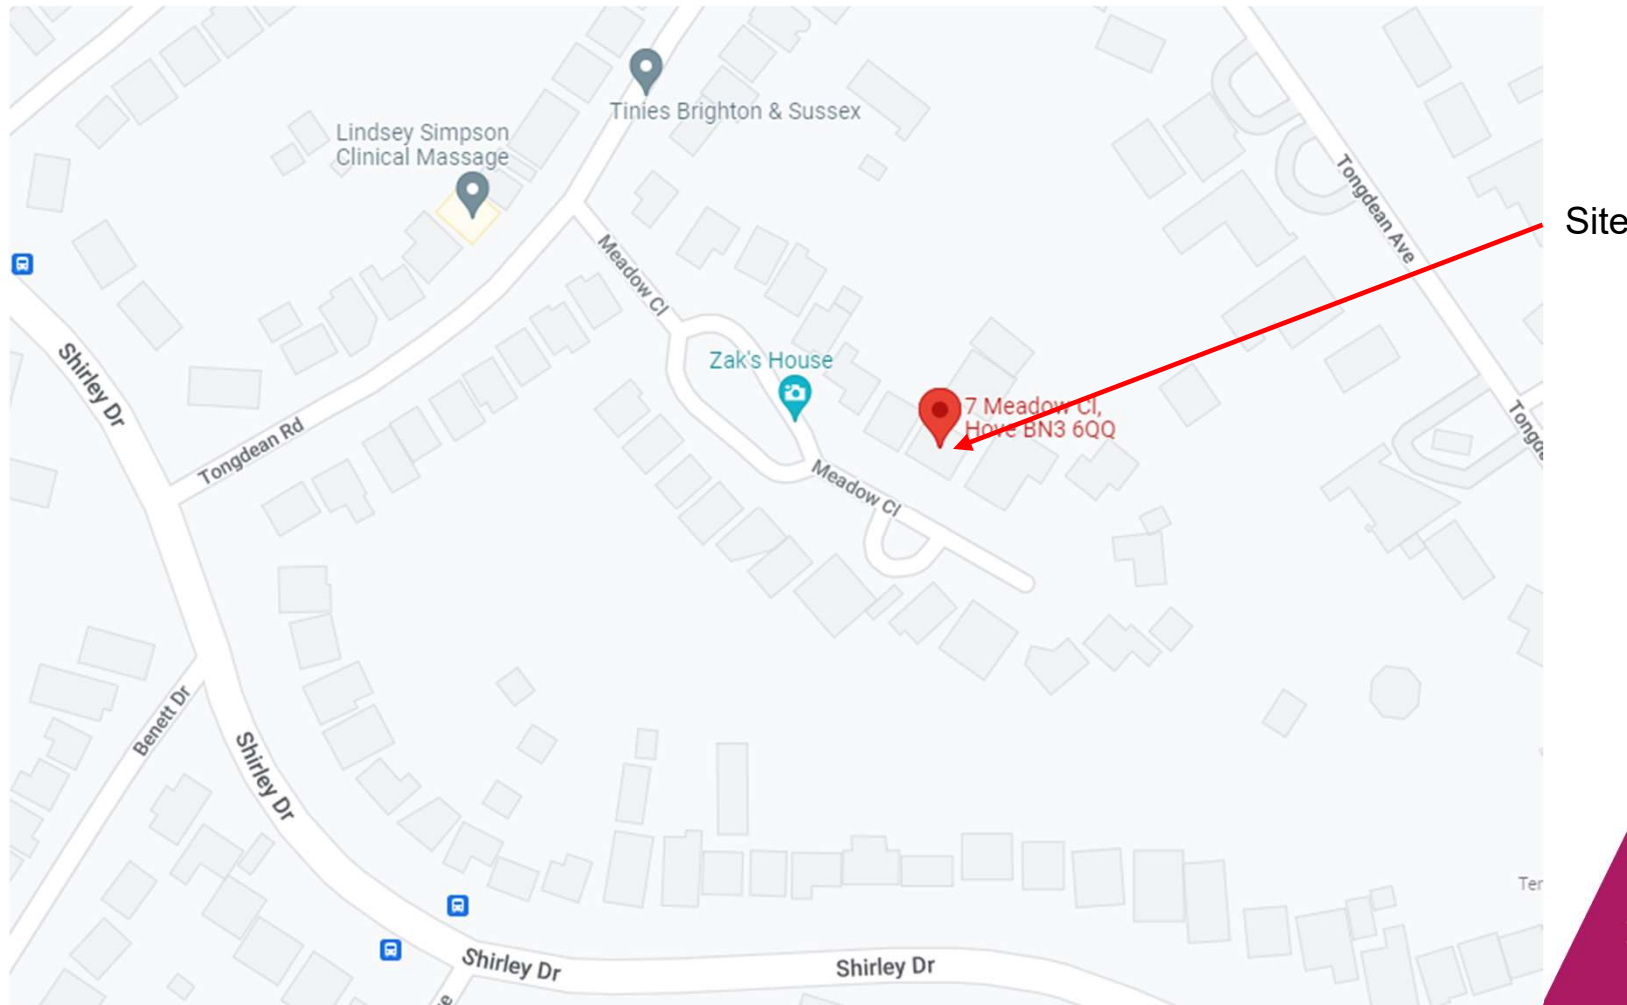 Tinies Brighton & Sussex
Lindsey Simpson
Clinical Massage
Tongdean Ave
Site
Meadow Cl
Shirley Dr
Zak's House
7 Meadow Cl,
Hove BN3 6QQ
Tongdean Rd
Meadow Cl
Benett Dr
Shirley Dr
Shirley Dr
Shirley Dr